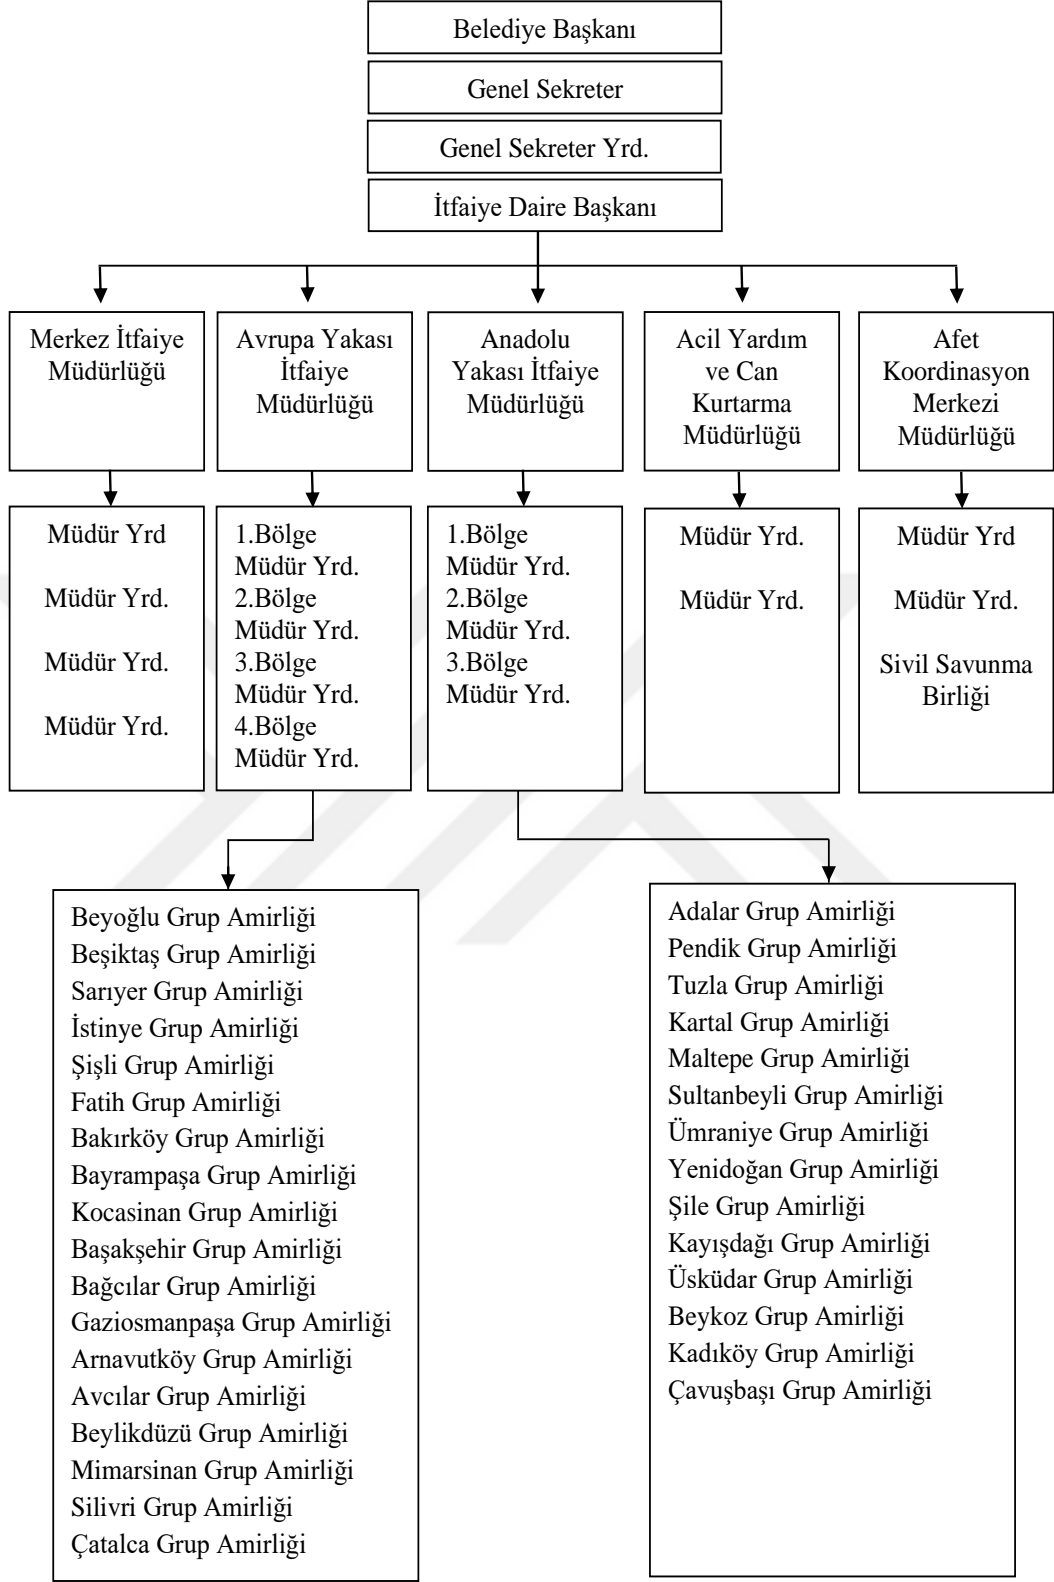 Belediye Başkanı
Genel Sekreter
Genel Sekreter Yrd.
İtfaiye Daire Başkanı
Merkez İtfaiye
Müdürlüğü
Avrupa Yakası
İtfaiye
Müdürlüğü
Anadolu
Yakası İtfaiye
Müdürlüğü
Acil Yardım
ve Can
Kurtarma
Müdürlüğü
Afet
Koordinasyon
Merkezi
Müdürlüğü
Müdür Yrd
Müdür Yrd.
Müdür Yrd.
Müdür Yrd.
1.Bölge
Müdür Yrd.
2.Bölge
Müdür Yrd.
3.Bölge
Müdür Yrd.
4.Bölge
Müdür Yrd.
1.Bölge
Müdür Yrd.
2.Bölge
Müdür Yrd.
3.Bölge
Müdür Yrd.
Müdür Yrd.
Müdür Yrd.
Müdür Yrd
Müdür Yrd.
Sivil Savunma
Birliği
Beyoğlu Grup Amirliği
Beşiktaş Grup Amirliği
Sarıyer Grup Amirliği
İstinye Grup Amirliği
Şişli Grup Amirliği
Fatih Grup Amirliği
Bakırköy Grup Amirliği
Bayrampaşa Grup Amirliği
Kocasinan Grup Amirliği
Başakşehir Grup Amirliği
Bağcılar Grup Amirliği
Gaziosmanpaşa Grup Amirliği
Arnavutköy Grup Amirliği
Avcılar Grup Amirliği
Beylikdüzü Grup Amirliği
Mimarsinan Grup Amirliği
Silivri Grup Amirliği
Çatalca Grup Amirliği
Adalar Grup Amirliği
Pendik Grup Amirliği
Tuzla Grup Amirliği
Kartal Grup Amirliği
Maltepe Grup Amirliği
Sultanbeyli Grup Amirliği
Ümraniye Grup Amirliği
Yenidoğan Grup Amirliği
Şile Grup Amirliği
Kayışdağı Grup Amirliği
Üsküdar Grup Amirliği
Beykoz Grup Amirliği
Kadıköy Grup Amirliği
Çavuşbaşı Grup Amirliği